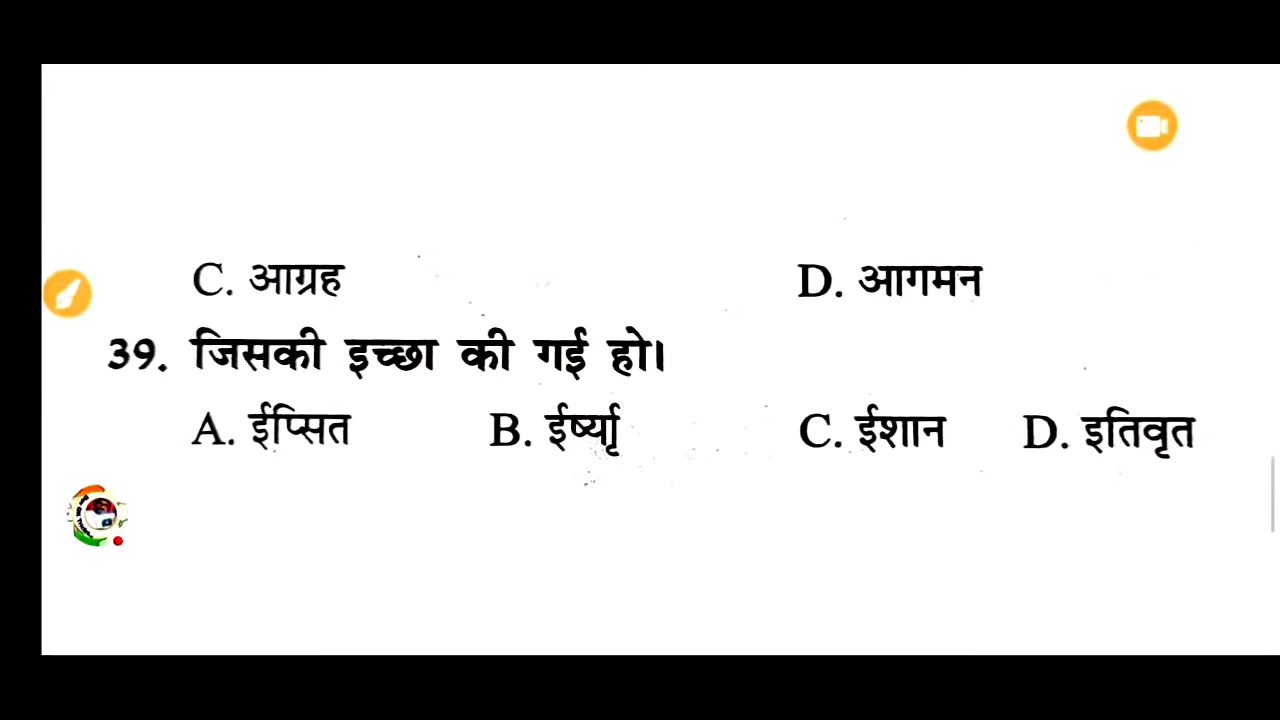 C. आग्रह D. आगमन
39. जिसकी इच्छा की गई हो।
A. ईप्सित B. ईर्ष्या C. ईशान D. इतिवृत